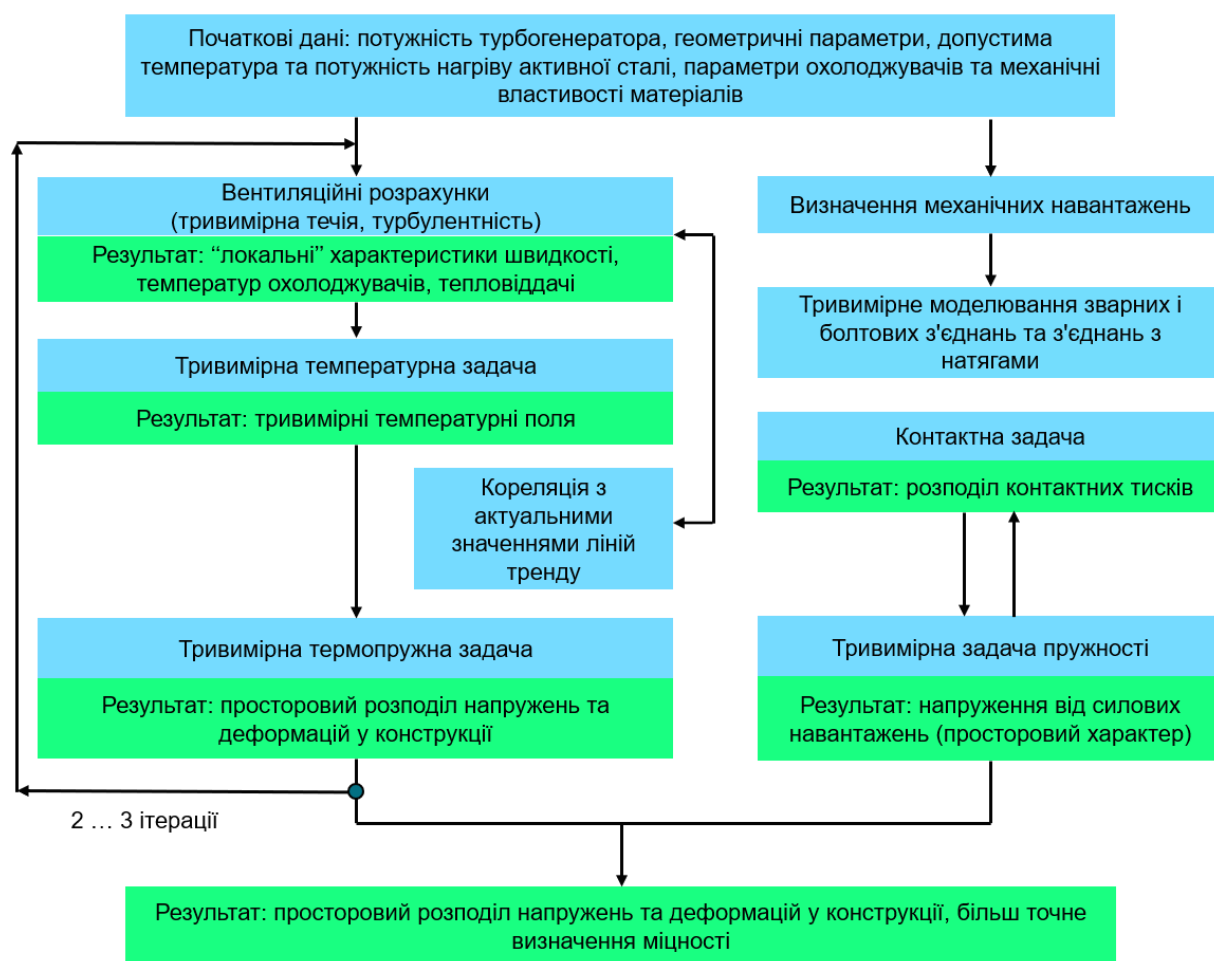 Початкові дані: потужність турбогенератора, геометричні параметри, допустима
температура та потужність нагріву активної сталі, параметри охолоджувачів та механічні
властивості матеріалів
Вентиляційні розрахунки
(тривимірна течія, турбулентність)
Результат: “локальні” характеристики швидкості,
температур охолоджувачів, тепловіддачі
Тривимірна температурна задача
Результат: тривимірні температурні поля
Кореляція з
актуальними
значеннями ліній
тренду
Тривимірна термопружна задача
Результат: просторовий розподіл напружень та
деформацій у конструкції
2 … 3 ітерації
Визначення механічних навантажень
Тривимірне моделювання зварних і
болтових з'єднань та з'єднань з
натягами
Контактна задача
Результат: розподіл контактних тисків
Тривимірна задача пружності
Результат: напруження від силових
навантажень (просторовий характер)
Результат: просторовий розподіл напружень та деформацій у конструкції, більш точне
визначення міцності